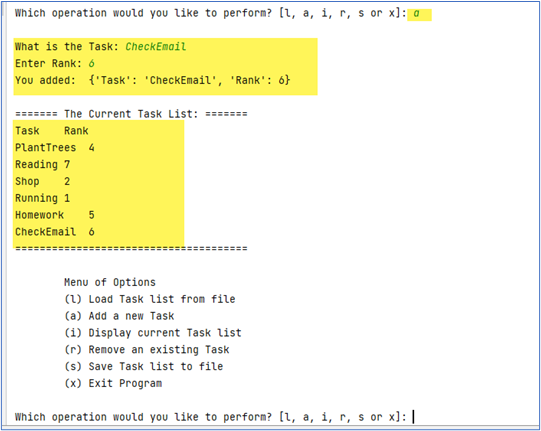 Which operation would you like to perform? [l, a, i, r, s or x]: a
What is the Task: CheckEmail
Enter Rank: 6
You added:  {'Task': 'CheckEmail', 'Rank': 6}
======= The Current Task List: =======
Task    Rank
PlantTrees  4
Reading 7
Shop    2
Running 1
Homework    5
CheckEmail  6
======================================
Menu of Options
(l) Load Task list from file
(a) Add a new Task
(i) Display current Task list
(r) Remove an existing Task
(s) Save Task list to file
(x) Exit Program
Which operation would you like to perform? [l, a, i, r, s or x]: